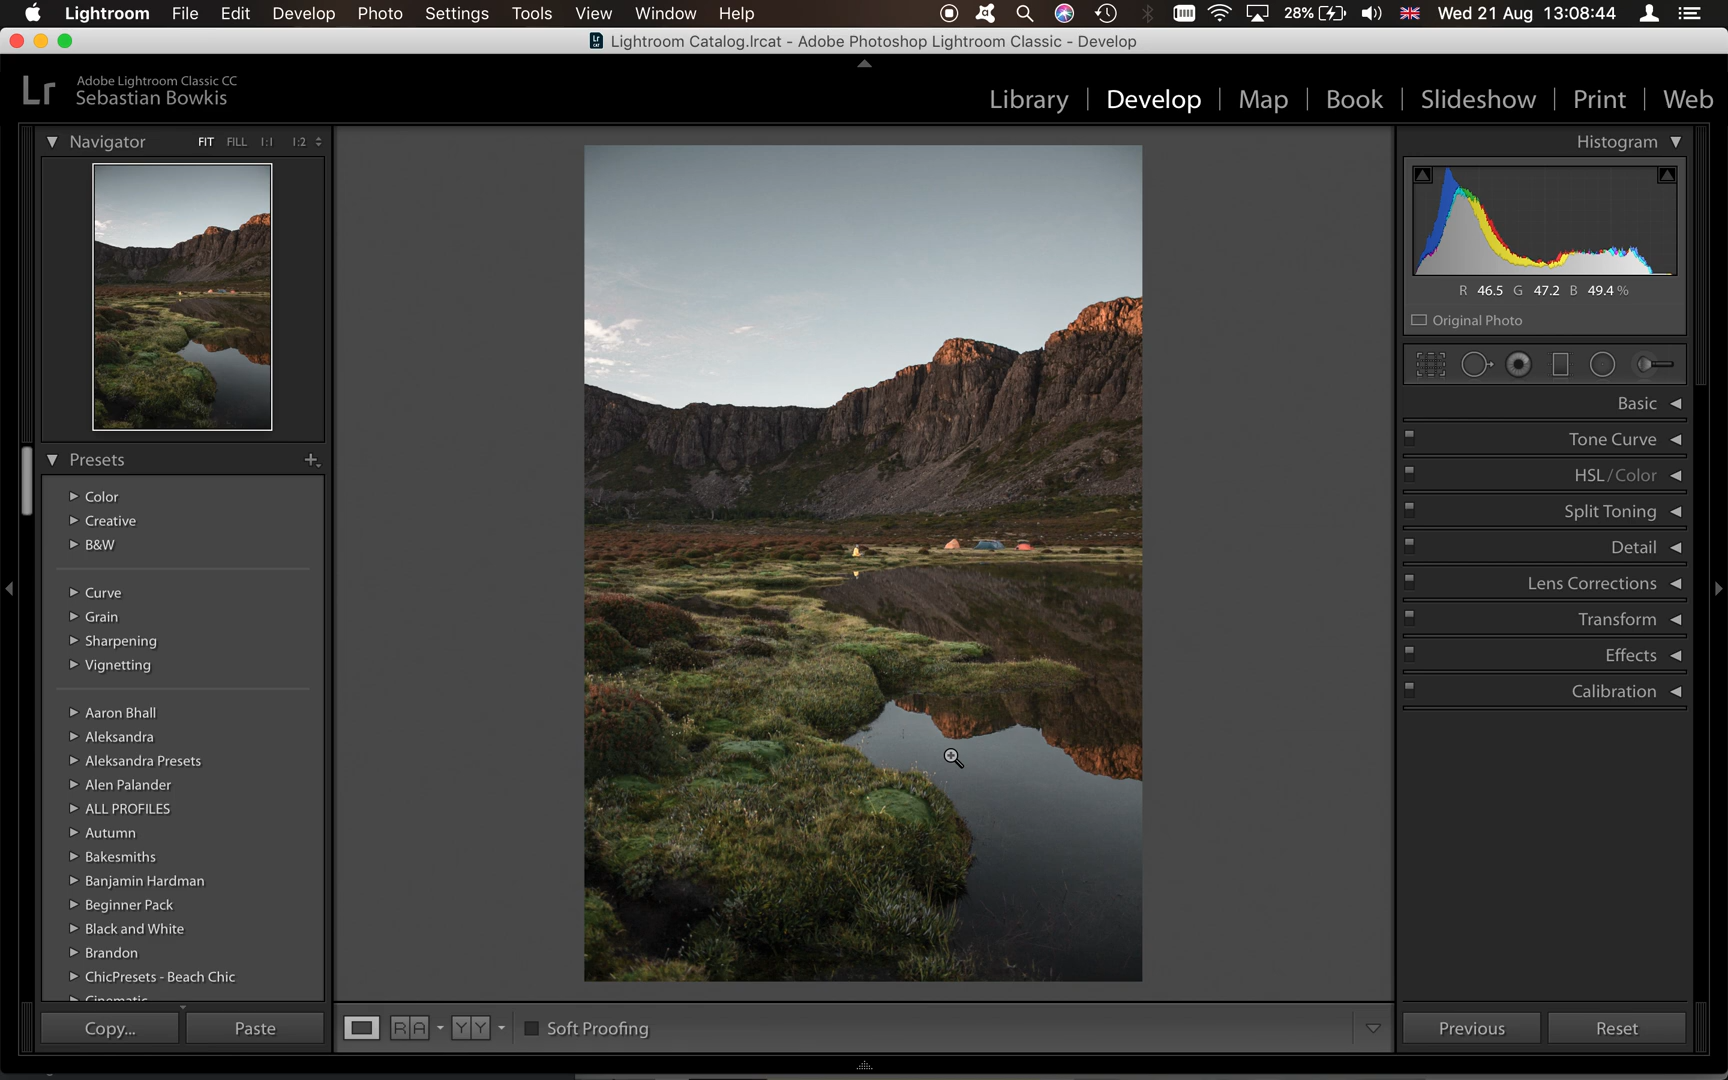 Lightroom File Edit Develop Photo Settings Tools View Window Help 28% Wed 21 Aug 13:08:44
Lightroom Catalog.lrcat - Adobe Photoshop Lightroom Classic - Develop
Lr
Adobe Lightroom Classic CC
Sebastian Bowkis
Library | Develop | Map | Book | Slideshow | Print | Web
Navigator FIT FILL 1:1 1:2
Presets
Color
Creative
B&W
Curve
Grain
Sharpening
Vignetting
Aaron Bhall
Aleksandra
Aleksandra Presets
Alen Palander
ALL PROFILES
Autumn
Bakesmiths
Banjamin Hardman
Beginner Pack
Black and White
Brandon
ChicPresets - Beach Chic
Cinematic
Copy... Paste
RA YY Soft Proofing
Histogram
R 46.5 G 47.2 B 49.4 %
Original Photo
Basic
Tone Curve
HSL / Color
Split Toning
Detail
Lens Corrections
Transform
Effects
Calibration
Previous Reset